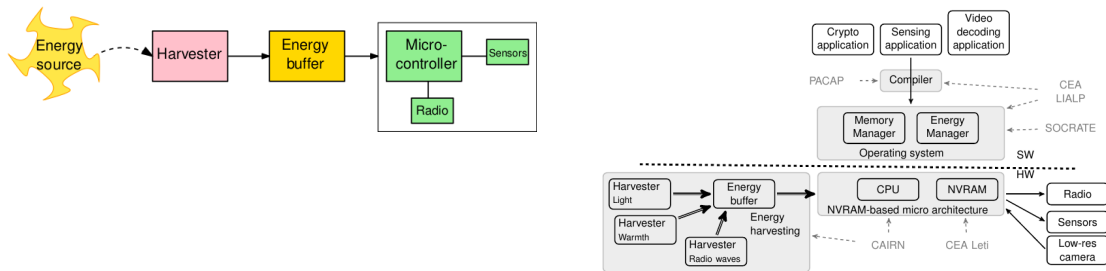 Energy
source
Harvester
Energy
buffer
Micro-
controller
Sensors
Radio
Crypto
application
Sensing
application
Video
decoding
application
PACAP
Compiler
CEA
LIALP
Memory
Manager
Energy
Manager
SOCRATE
Operating system
SW
HW
Harvester
Light
Energy
buffer
CPU
NVRAM
Radio
NVRAM-based micro architecture
Harvester
Warmth
Energy
harvesting
Sensors
Harvester
Radio waves
CAIRN
CEA Leti
Low-res
camera